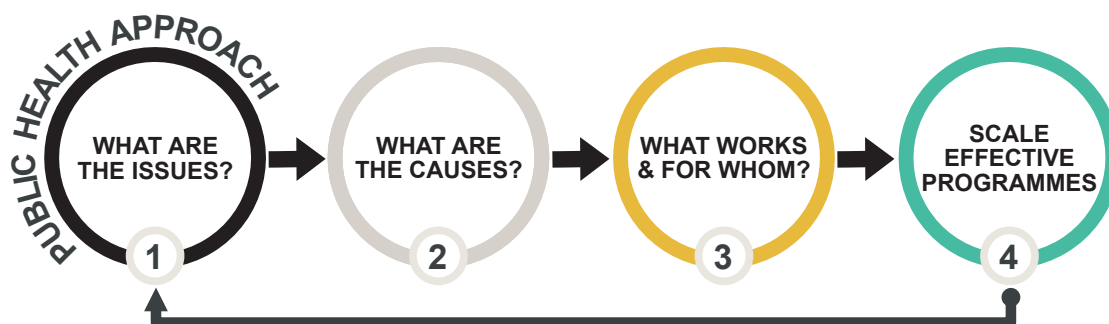 PUBLIC HEALTH APPROACH
WHAT ARE
THE ISSUES?
1
WHAT ARE
THE CAUSES?
2
WHAT WORKS
& FOR WHOM?
3
SCALE
EFFECTIVE
PROGRAMMES
4